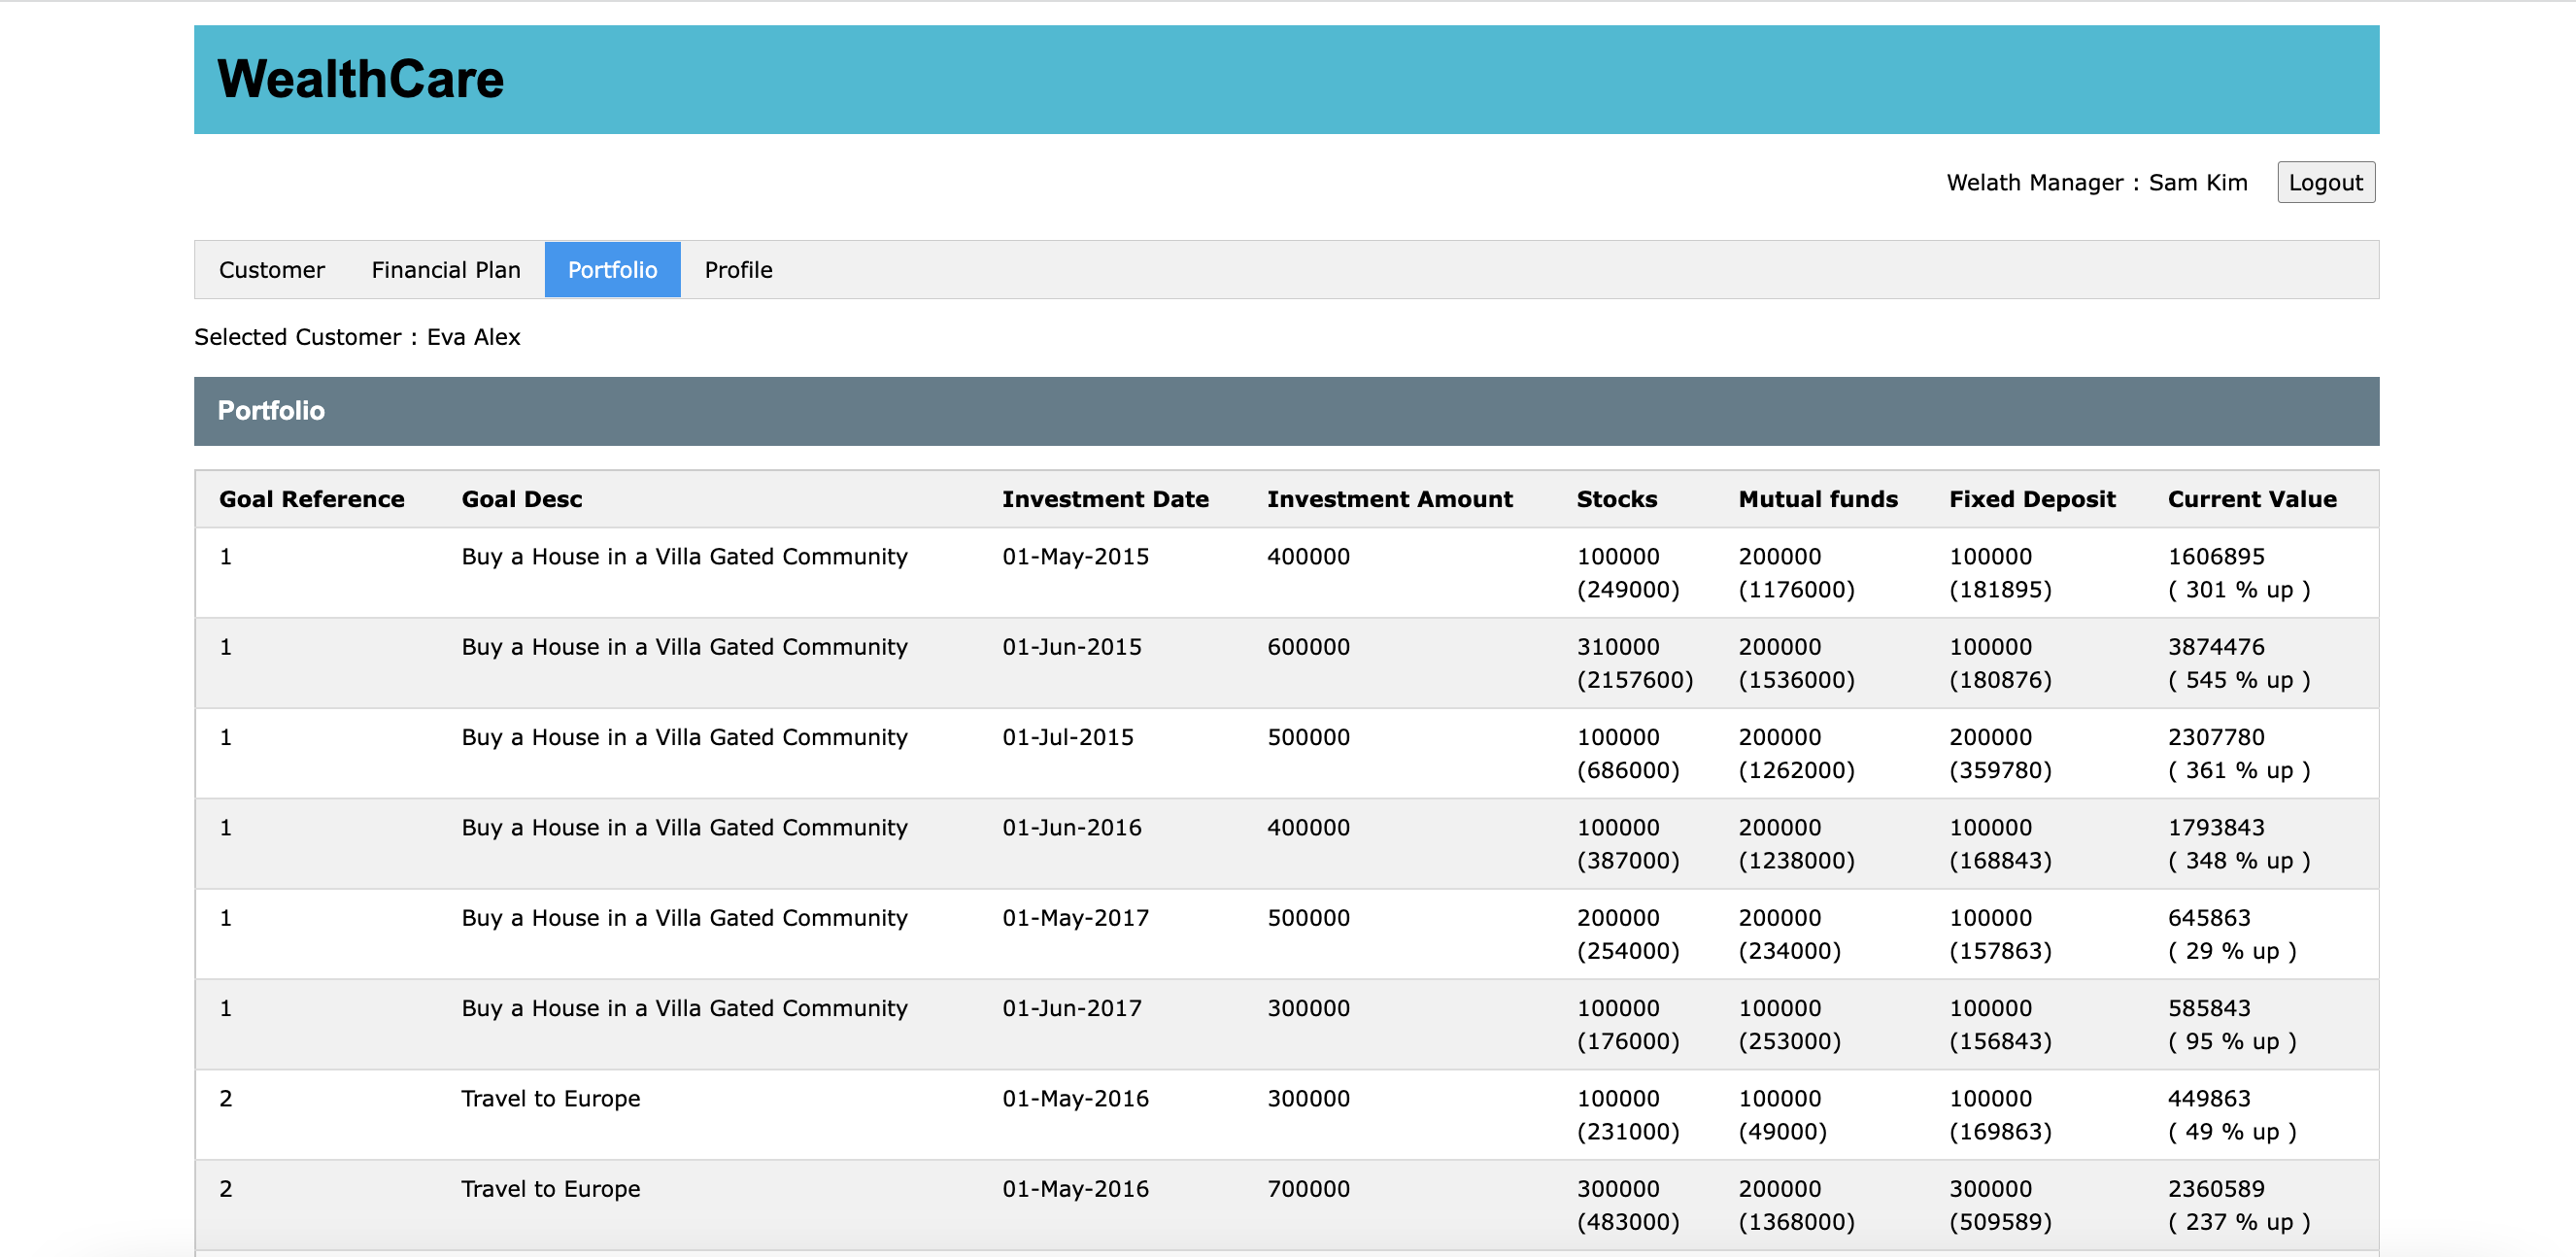 WealthCare
Welath Manager : Sam Kim Logout
Customer Financial Plan Portfolio Profile
Selected Customer : Eva Alex
Portfolio
Goal Reference Goal Desc Investment Date Investment Amount Stocks Mutual funds Fixed Deposit Current Value
1 Buy a House in a Villa Gated Community 01-May-2015 400000 100000 200000 100000 1606895
(249000) (1176000) (181895) ( 301 % up )
1 Buy a House in a Villa Gated Community 01-Jun-2015 600000 310000 200000 100000 3874476
(2157600) (1536000) (180876) ( 545 % up )
1 Buy a House in a Villa Gated Community 01-Jul-2015 500000 100000 200000 200000 2307780
(686000) (1262000) (359780) ( 361 % up )
1 Buy a House in a Villa Gated Community 01-Jun-2016 400000 100000 200000 100000 1793843
(387000) (1238000) (168843) ( 348 % up )
1 Buy a House in a Villa Gated Community 01-May-2017 500000 200000 200000 100000 645863
(254000) (234000) (157863) ( 29 % up )
1 Buy a House in a Villa Gated Community 01-Jun-2017 300000 100000 100000 100000 585843
(176000) (253000) (156843) ( 95 % up )
2 Travel to Europe 01-May-2016 300000 100000 100000 100000 449863
(231000) (49000) (169863) ( 49 % up )
2 Travel to Europe 01-May-2016 700000 300000 200000 300000 2360589
(483000) (1368000) (509589) ( 237 % up )